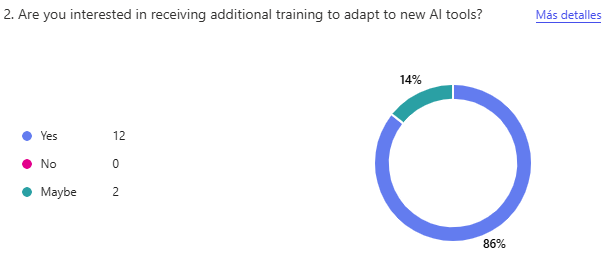 2. Are you interested in receiving additional training to adapt to new AI tools?
Más detalles
14%
Yes 12
No 0
Maybe 2
86%